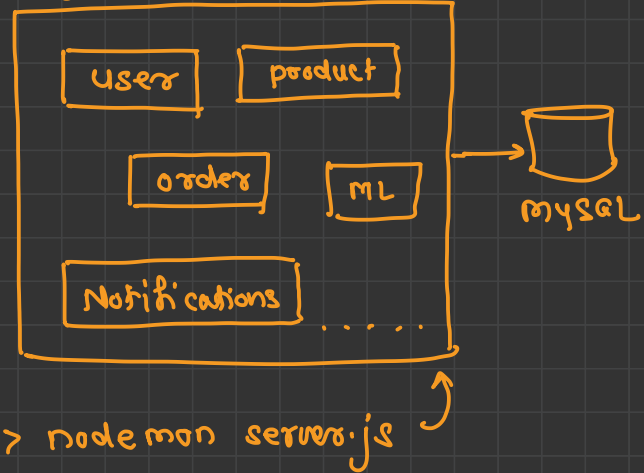 user
product
order
ML
mysQL
Notifications
......
> nodemon server.js